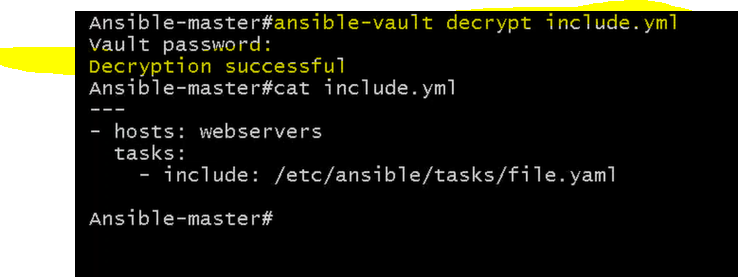 Ansible-master#ansible-vault decrypt include.yml
Vault password:
Decryption successful
Ansible-master#cat include.yml
---
- hosts: webservers
  tasks:
    - include: /etc/ansible/tasks/file.yaml
Ansible-master#